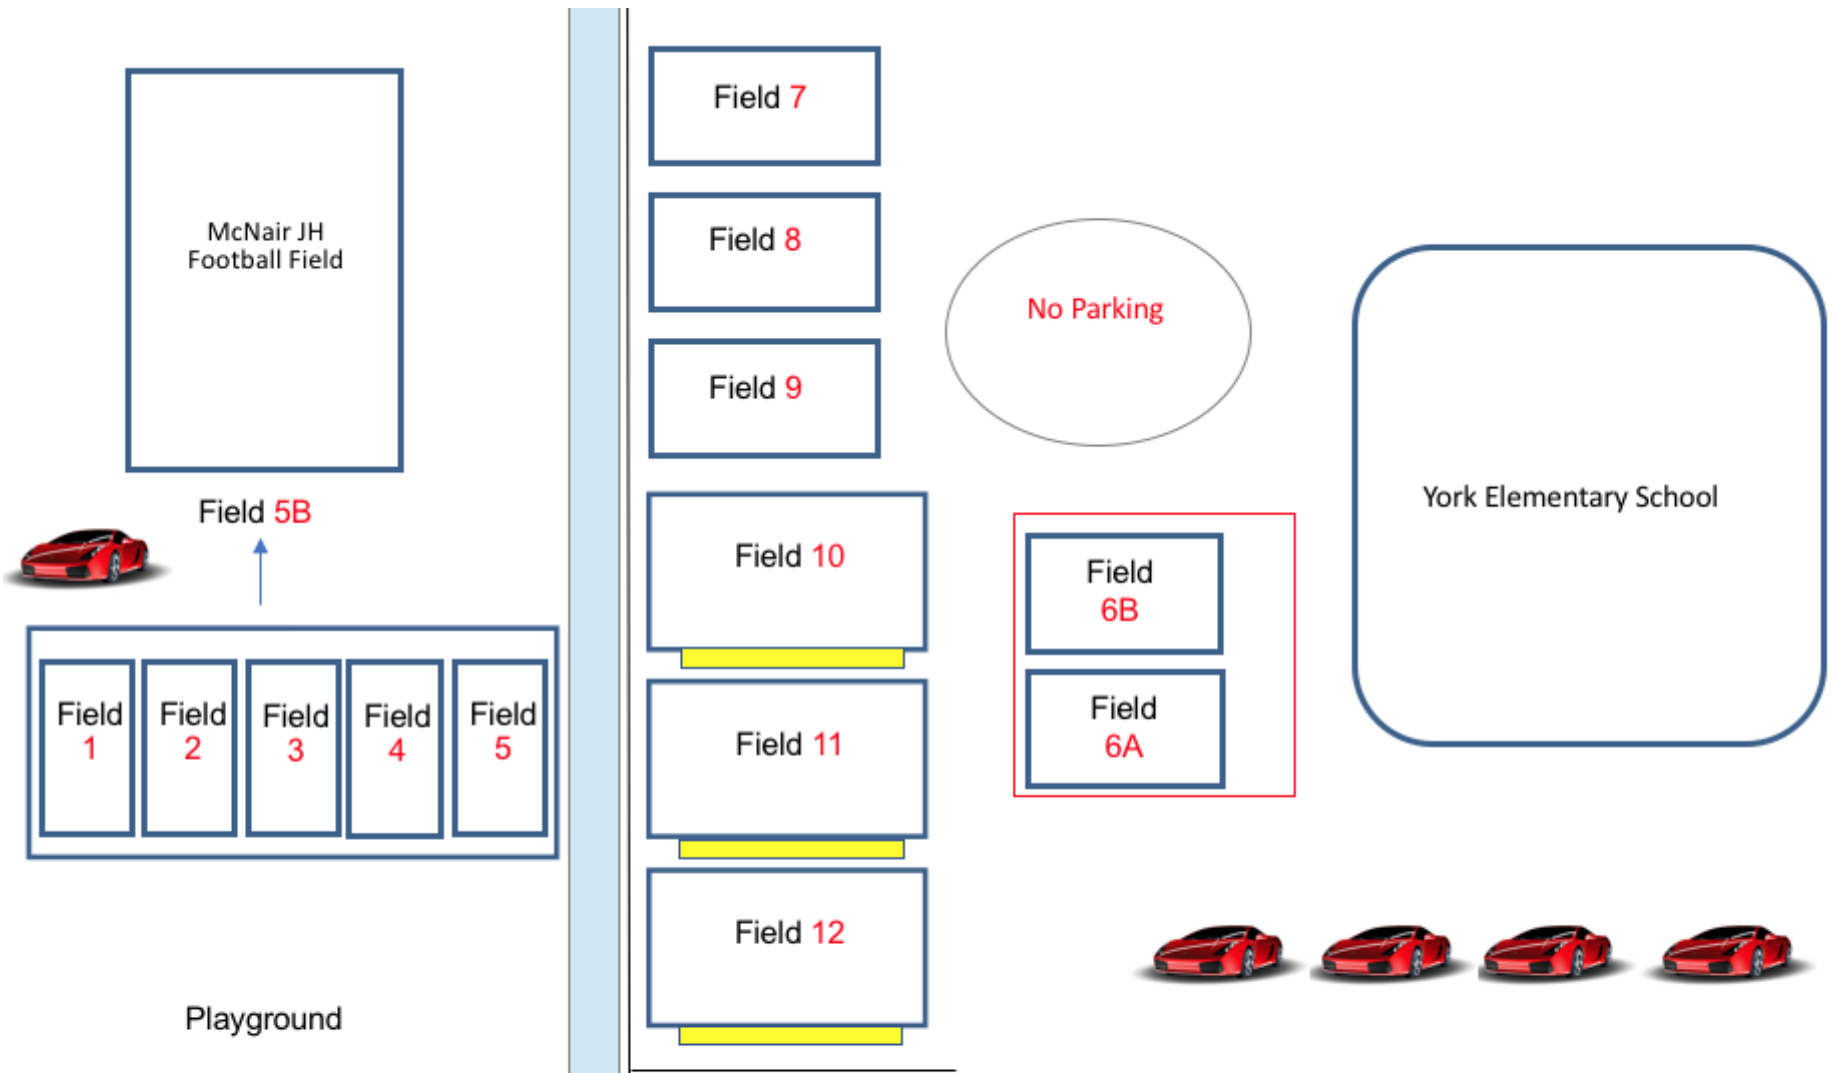 McNair JH
Football Field
Field 5B
Field
1
Field
2
Field
3
Field
4
Field
5
Playground
Field 7
Field 8
Field 9
Field 10
Field 11
Field 12
No Parking
Field
6B
Field
6A
York Elementary School